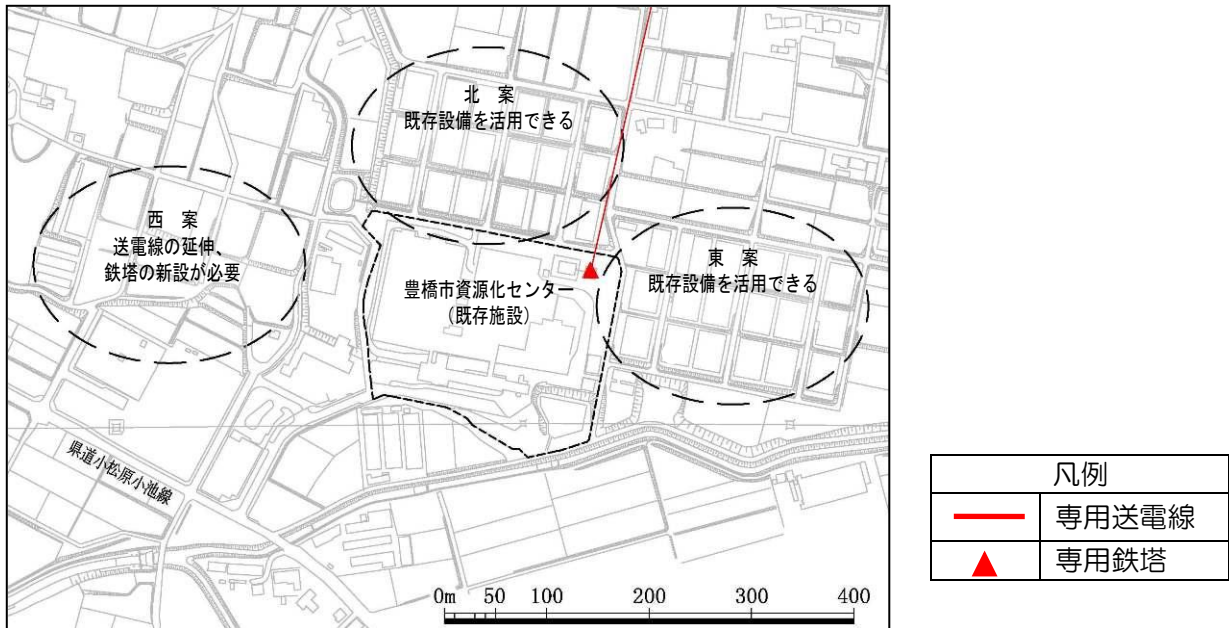 北 案
既存設備を活用できる
西 案
送電線の延伸、
鉄塔の新設が必要
東 案
既存設備を活用できる
豊橋市資源化センター
(既存施設)
県道小松原小池線
0m 50 100 200 300 400
凡例
専用送電線
専用鉄塔